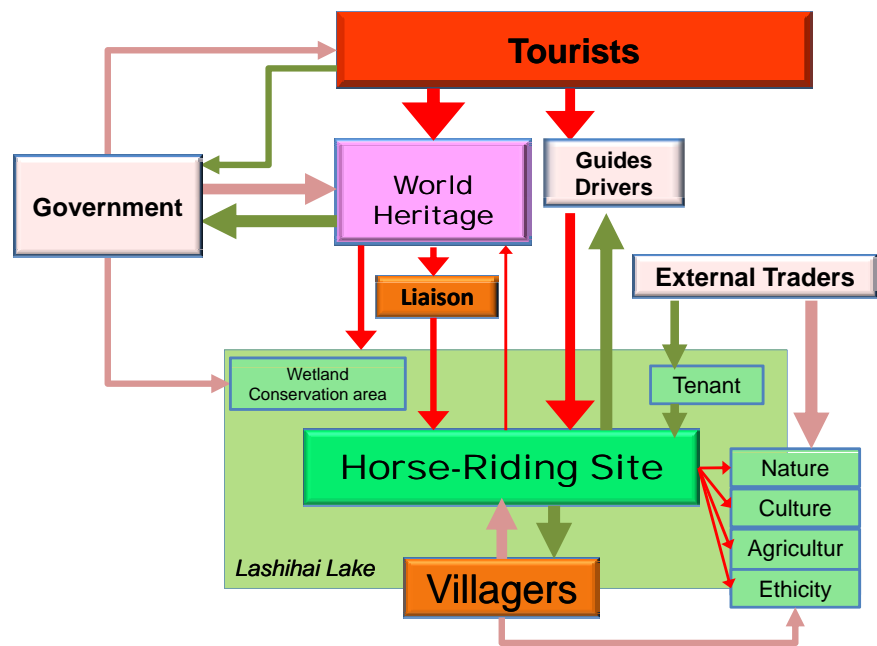 Tourists
Government
World
Heritage
Guides
Drivers
Liaison
External Traders
Wetland
Conservation area
Tenant
Horse-Riding Site
Nature
Culture
Agricultur
Ethicity
Lashihai Lake
Villagers